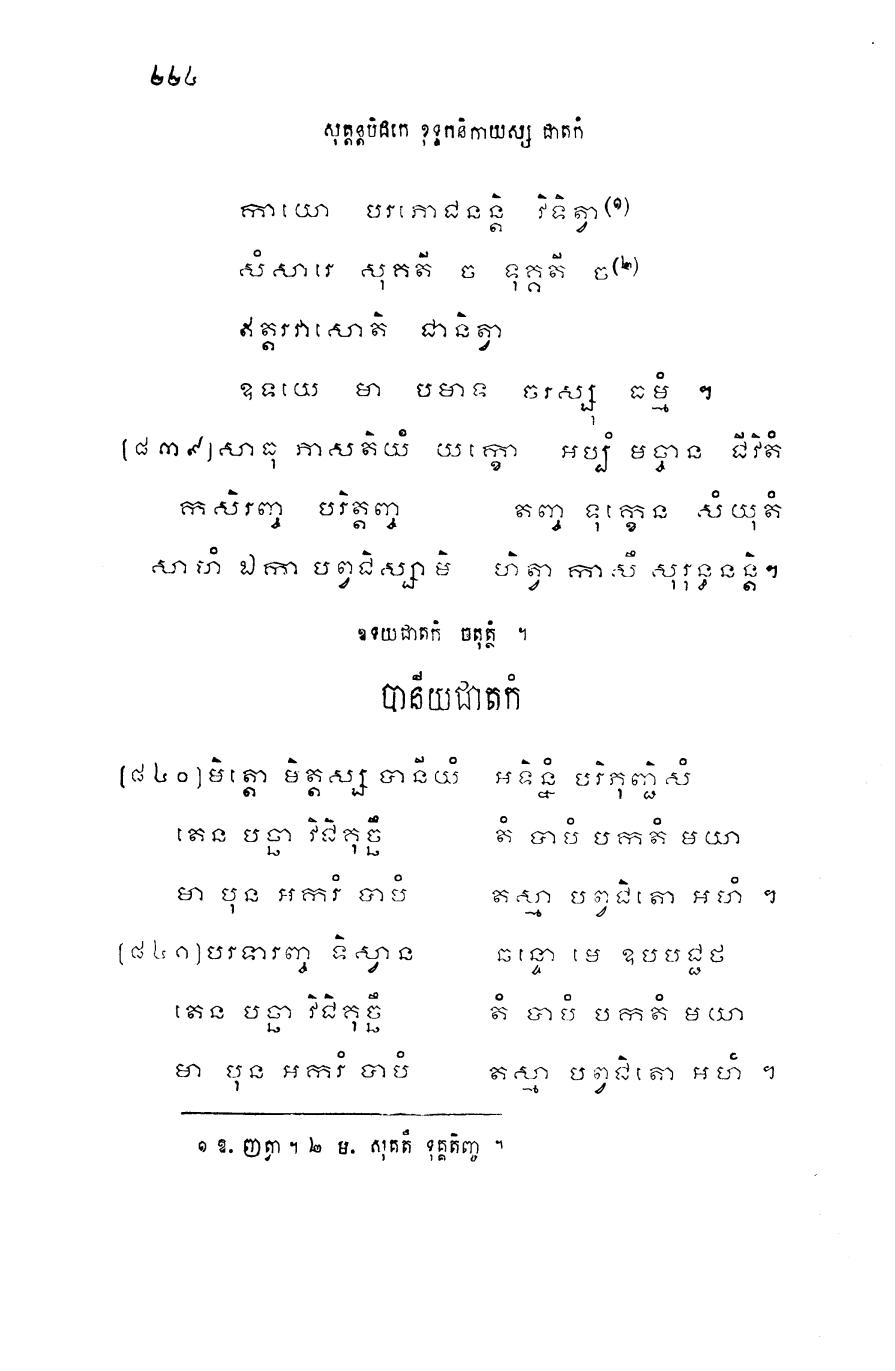 ២២៤
សុត្តន្តបិដកេ ខុទ្ទកនិកាយស្ស ជាតកំ
កាយោ បរភោជនន្តិ វិទិត្វា(១)
សំសារេ សុគតី ច ទុគ្គតី ច(២)
ឥត្តរវាសោតិ ជានិត្វា
ឧទយេ មា បមាទ ចរស្សុ ធម្មំ ។
[៨៣៩] សាធុ ភាសតិយំ យក្ខោ អប្បំ មច្ចាន ជីវិតំ
កសិរញ្ច បរិត្តញ្ច តញ្ច ទុក្ខេន សំយុតំ
សាហំ ឯកា បព្វជិស្សាមិ ហិត្វា កាសឹ សុរុន្ធនន្តិ។
ឧទយជាតកំ ចតុត្ថំ ។
បានីយជាតកំ
[៨៤០] មិត្តោ មិត្តស្ស បានីយំ អទិន្នំ បរិភុញ្ជិសំ
តេន បច្ឆា វិជិគុច្ឆឹ តំ បាបំ បកតំ មយា
មា បុន អករំ បាបំ តស្មា បព្វជិតោ អហំ ។
[៨៤១] បរទារញ្ច ទិស្វាន ឆន្ទោ មេ ឧបបជ្ជថ
តេន បច្ឆា វិជិគុច្ឆឹ តំ បាបំ បកតំ មយា
មា បុន អករំ បាបំ តស្មា បព្វជិតោ អហំ ។
១ ឱ. ញត្វា ។ ២ ម. សុគតឹ ទុគ្គតិញ្ច ។